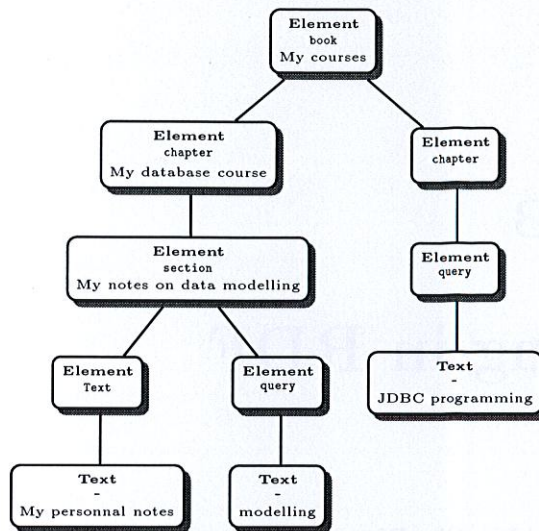 Element
book
My courses
Element
chapter
My database course
Element
chapter
Element
section
My notes on data modelling
Element
query
Element
Text
Element
query
Text
-
JDBC programming
Text
-
My personnal notes
Text
-
modelling